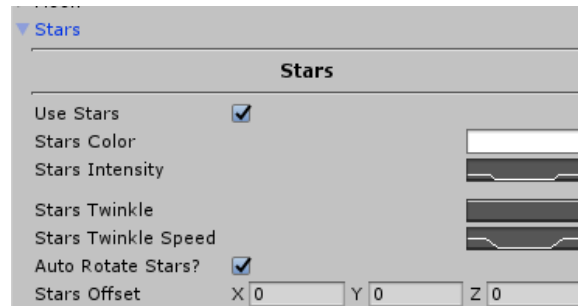 Stars
Stars
Use Stars
Stars Color
Stars Intensity
Stars Twinkle
Stars Twinkle Speed
Auto Rotate Stars?
Stars Offset X 0 Y 0 Z 0